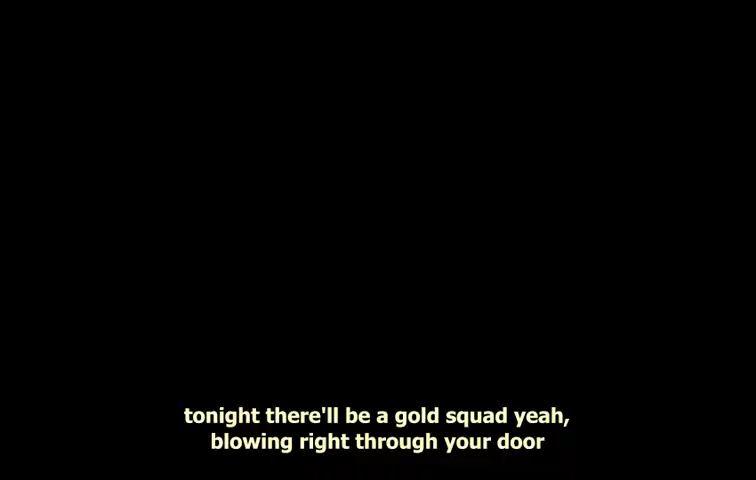 tonight there'll be a gold squad yeah,
blowing right through your door